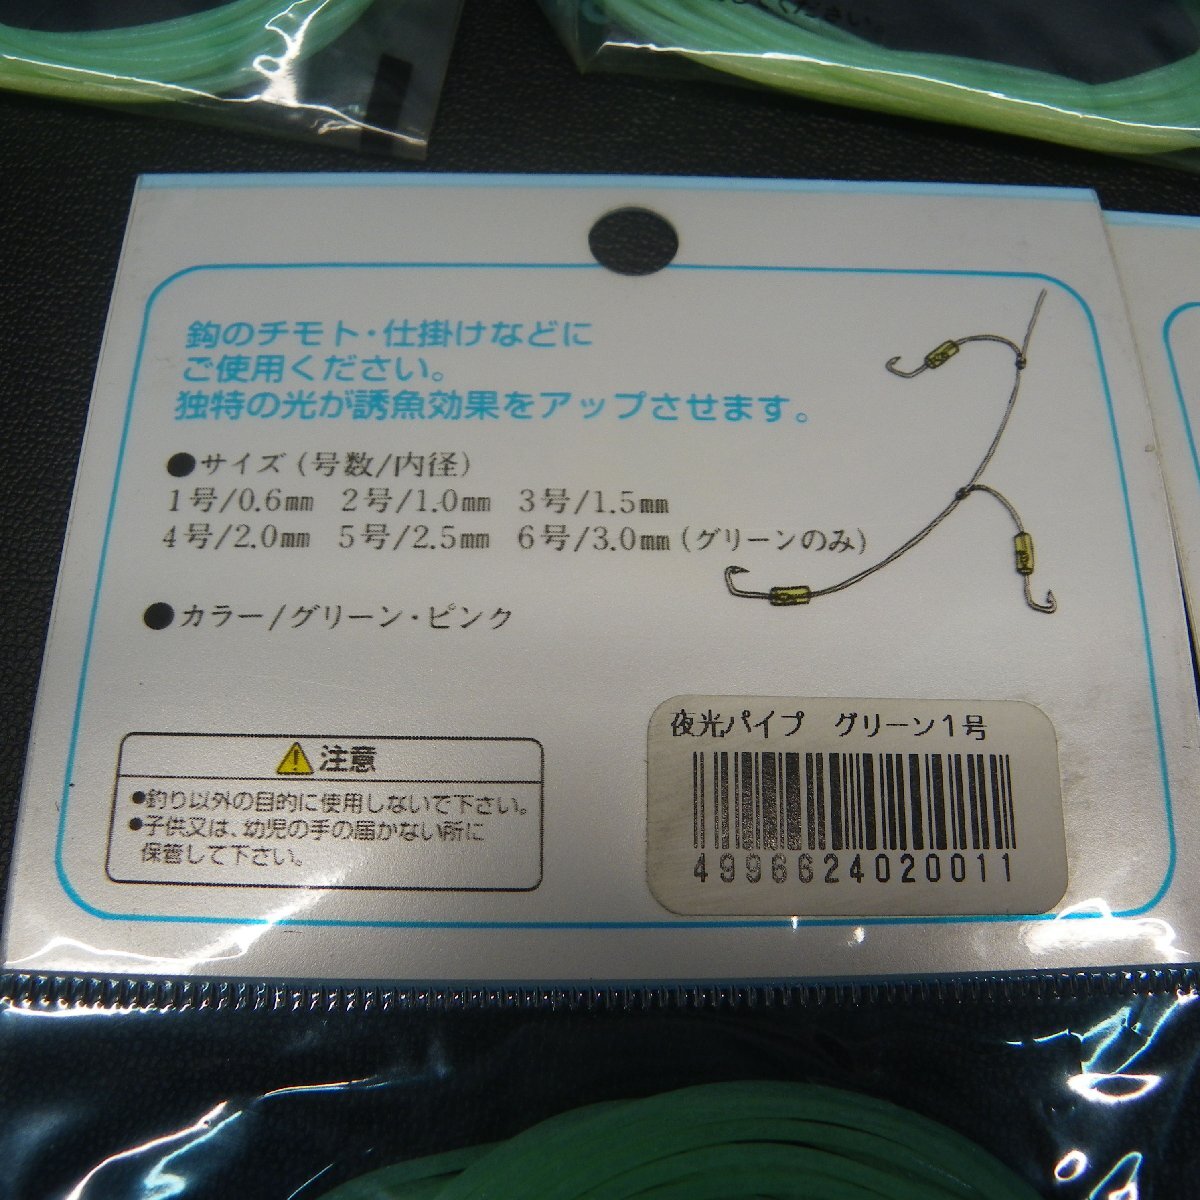 ください。
鈎のチモト・仕掛けなどに
ご使用ください。
独特の光が誘魚効果をアップさせます。
●サイズ(号数/内径)
1号/0.6㎜ 2号/1.0㎜ 3号/1.5㎜
4号/2.0㎜ 5号/2.5㎜ 6号/3.0㎜(グリーンのみ)
●カラー/グリーン・ピンク
注意
●釣り以外の目的に使用しないで下さい。
●子供又は、幼児の手の届かない所に
保管して下さい。
夜光パイプ グリーン1号
4996624020011